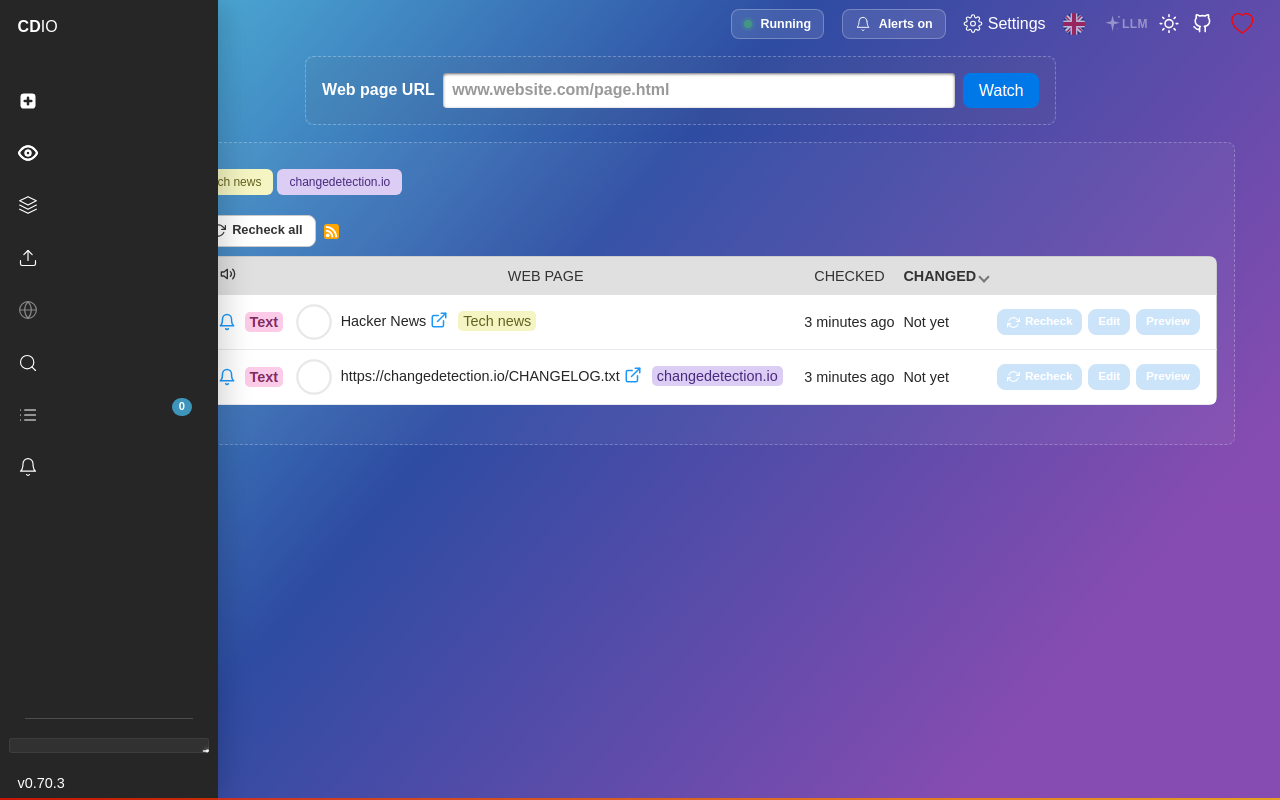 CDIO
Running
Alerts on
Settings
LLM
Web page URL
www.website.com/page.html
Watch
ch news
changedetection.io
Recheck all
WEB PAGE
CHECKED
CHANGED
Text
Hacker News
Tech news
3 minutes ago
Not yet
Recheck
Edit
Preview
Text
https://changedetection.io/CHANGELOG.txt
changedetection.io
3 minutes ago
Not yet
Recheck
Edit
Preview
0
v0.70.3